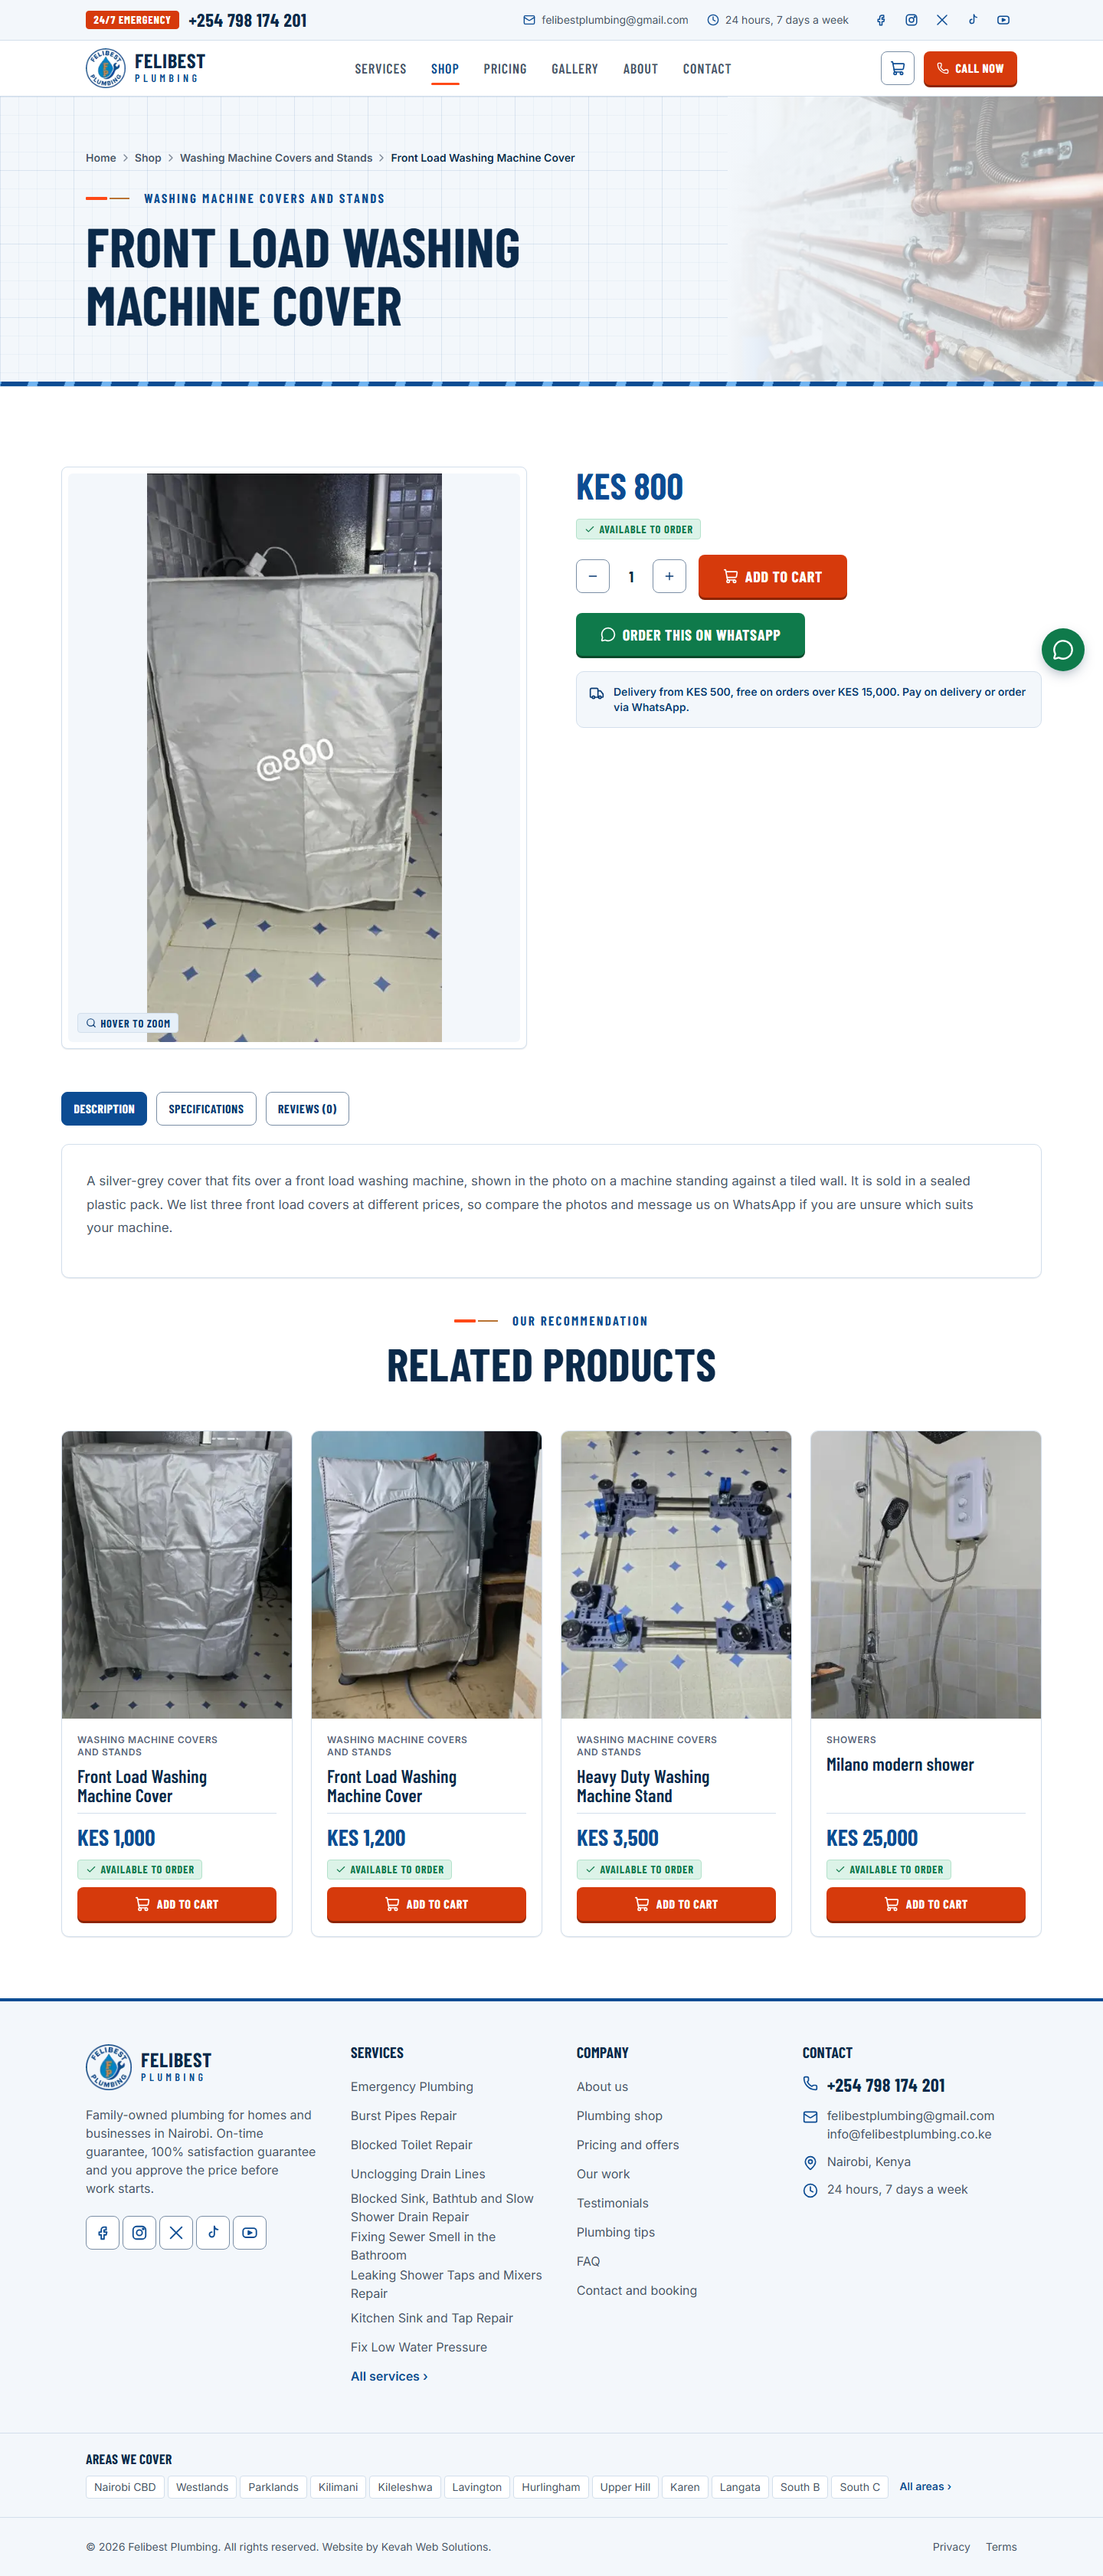 24/7 EMERGENCY +254 798 174 201
felibestplumbing@gmail.com 24 hours, 7 days a week
FELIBEST
PLUMBING
SERVICES SHOP PRICING GALLERY ABOUT CONTACT
CALL NOW
Home > Shop > Washing Machine Covers and Stands > Front Load Washing Machine Cover
WASHING MACHINE COVERS AND STANDS
FRONT LOAD WASHING
MACHINE COVER
KES 800
AVAILABLE TO ORDER
− 1 + ADD TO CART
ORDER THIS ON WHATSAPP
Delivery from KES 500, free on orders over KES 15,000. Pay on delivery or order
via WhatsApp.
@800
HOVER TO ZOOM
DESCRIPTION SPECIFICATIONS REVIEWS (0)
A silver-grey cover that fits over a front load washing machine, shown in the photo on a machine standing against a tiled wall. It is sold in a sealed
plastic pack. We list three front load covers at different prices, so compare the photos and message us on WhatsApp if you are unsure which suits
your machine.
OUR RECOMMENDATION
RELATED PRODUCTS
WASHING MACHINE COVERS
AND STANDS
Front Load Washing
Machine Cover
KES 1,000
AVAILABLE TO ORDER
ADD TO CART
WASHING MACHINE COVERS
AND STANDS
Front Load Washing
Machine Cover
KES 1,200
AVAILABLE TO ORDER
ADD TO CART
WASHING MACHINE COVERS
AND STANDS
Heavy Duty Washing
Machine Stand
KES 3,500
AVAILABLE TO ORDER
ADD TO CART
SHOWERS
Milano modern shower
KES 25,000
AVAILABLE TO ORDER
ADD TO CART
FELIBEST PLUMBING
FELIBEST
PLUMBING
Family-owned plumbing for homes and
businesses in Nairobi. On-time
guarantee, 100% satisfaction guarantee
and you approve the price before
work starts.
SERVICES
Emergency Plumbing
Burst Pipes Repair
Blocked Toilet Repair
Unclogging Drain Lines
Blocked Sink, Bathtub and Slow
Shower Drain Repair
Fixing Sewer Smell in the
Bathroom
Leaking Shower Taps and Mixers
Repair
Kitchen Sink and Tap Repair
Fix Low Water Pressure
All services ›
COMPANY
About us
Plumbing shop
Pricing and offers
Our work
Testimonials
Plumbing tips
FAQ
Contact and booking
CONTACT
+254 798 174 201
felibestplumbing@gmail.com
info@felibestplumbing.co.ke
Nairobi, Kenya
24 hours, 7 days a week
AREAS WE COVER
Nairobi CBD Westlands Parklands Kilimani Kileleshwa Lavington Hurlingham Upper Hill Karen Langata South B South C All areas ›
© 2026 Felibest Plumbing. All rights reserved. Website by Kevah Web Solutions.
Privacy Terms